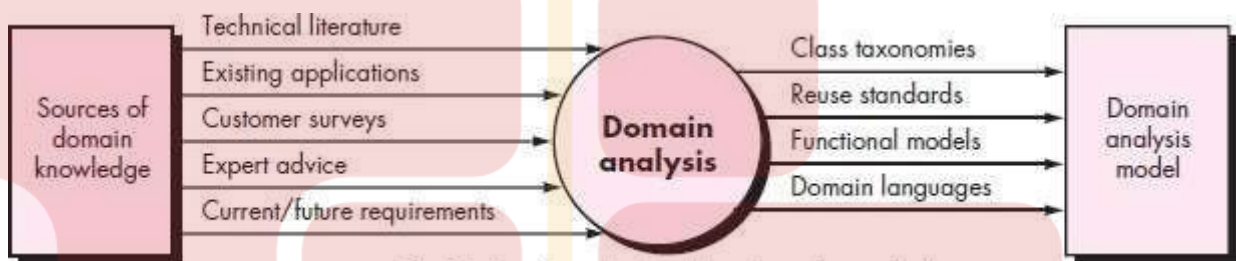 Sources of
domain
knowledge
Technical literature
Existing applications
Customer surveys
Expert advice
Current/future requirements
Domain
analysis
Class taxonomies
Reuse standards
Functional models
Domain languages
Domain
analysis
model